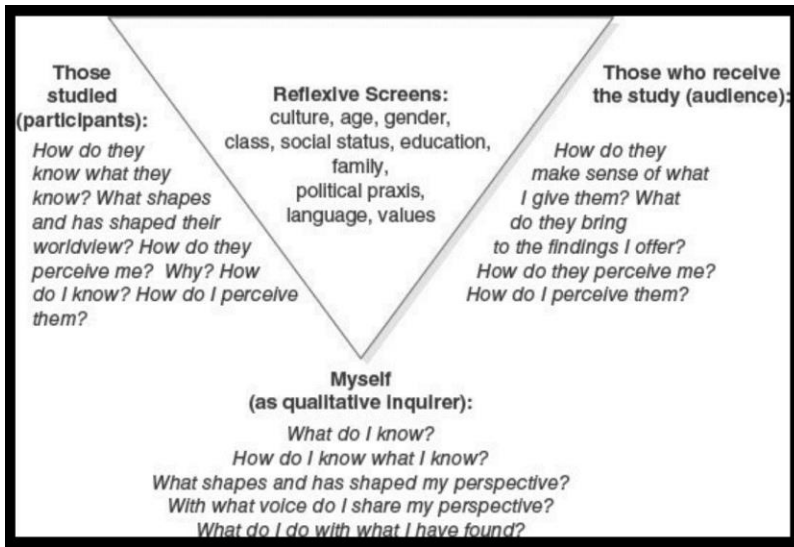 Those
studied
(participants):
How do they
know what they
know? What shapes
and has shaped their
worldview? How do they
perceive me? Why? How
do I know? How do I perceive
them?
Reflexive Screens:
culture, age, gender,
class, social status, education,
family,
political praxis,
language, values
Those who receive
the study (audience):
How do they
make sense of what
I give them? What
do they bring
to the findings I offer?
How do they perceive me?
How do I perceive them?
Myself
(as qualitative inquirer):
What do I know?
How do I know what I know?
What shapes and has shaped my perspective?
With what voice do I share my perspective?
What do I do with what I have found?